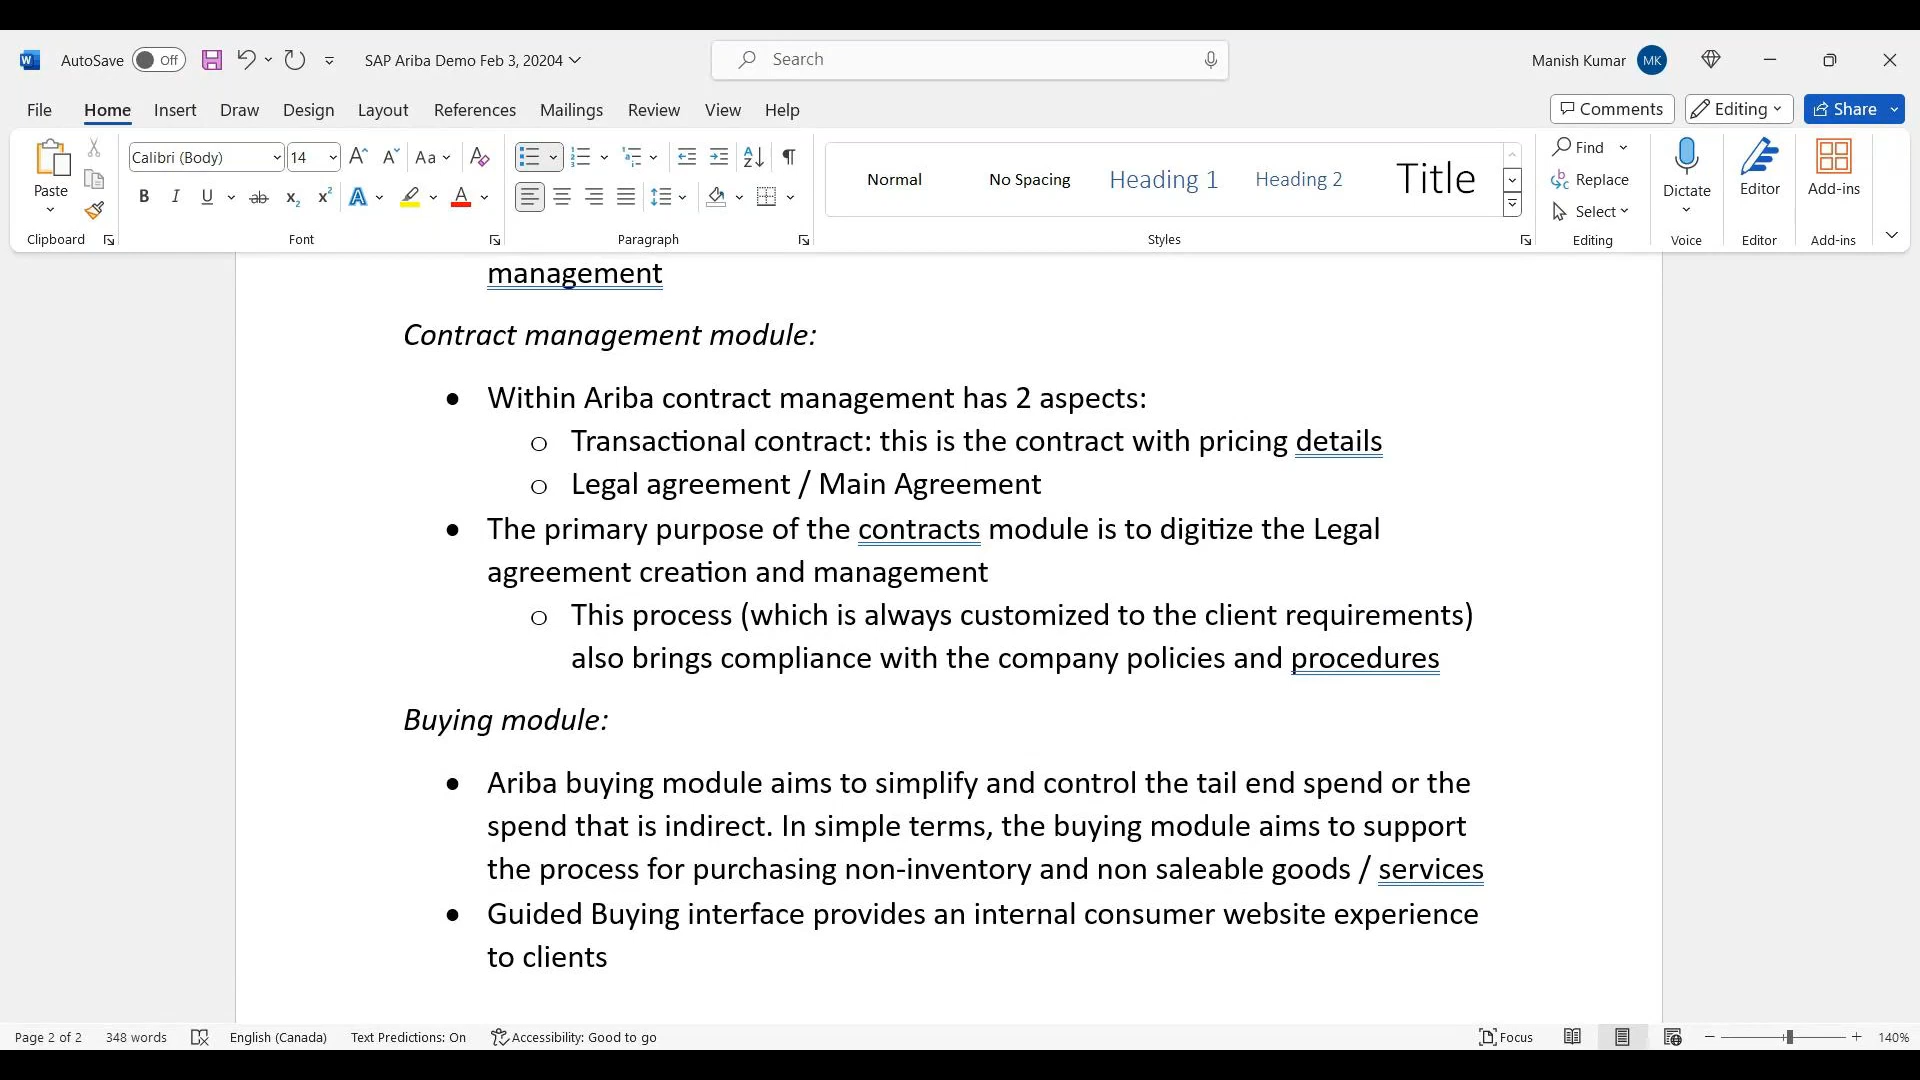 AutoSave Off SAP Ariba Demo Feb 3, 20204 Search Manish Kumar MK
File Home Insert Draw Design Layout References Mailings Review View Help Comments Editing Share
Paste
Clipboard
Calibri (Body) 14
Font
Paragraph
Normal No Spacing Heading 1 Heading 2 Title
Styles
Find
Replace
Select
Editing
Dictate
Voice
Editor
Editor
Add-ins
Add-ins
management
Contract management module:
• Within Ariba contract management has 2 aspects:
o Transactional contract: this is the contract with pricing details
o Legal agreement / Main Agreement
• The primary purpose of the contracts module is to digitize the Legal
agreement creation and management
o This process (which is always customized to the client requirements)
also brings compliance with the company policies and procedures
Buying module:
• Ariba buying module aims to simplify and control the tail end spend or the
spend that is indirect. In simple terms, the buying module aims to support
the process for purchasing non-inventory and non saleable goods / services
• Guided Buying interface provides an internal consumer website experience
to clients
Page 2 of 2 348 words English (Canada) Text Predictions: On Accessibility: Good to go Focus 140%